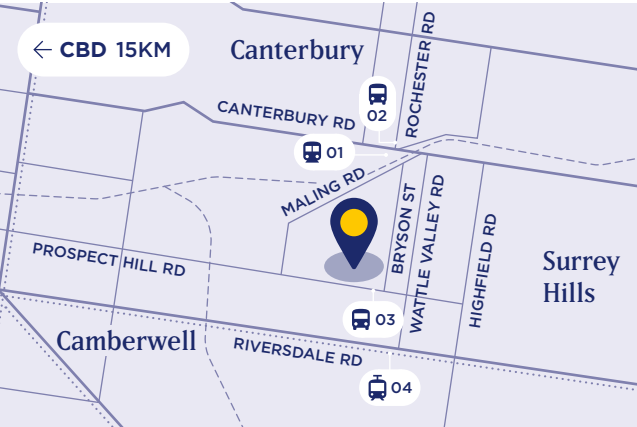 ← CBD 15KM
Canterbury
ROCHESTER RD
02
CANTERBURY RD
01
MALING RD
BRYSON ST
WATTLE VALLEY RD
HIGHFIELD RD
PROSPECT HILL RD
Surrey
Hills
03
Camberwell
RIVERSDALE RD
04